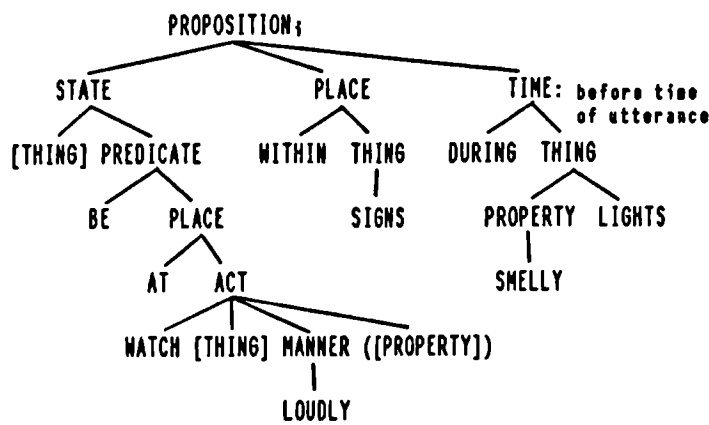 PROPOSITION;
STATE PLACE TIME: before time
of utterance
[THING] PREDICATE WITHIN THING DURING THING
BE PLACE SIGNS PROPERTY LIGHTS
AT ACT SMELLY
WATCH [THING] MANNER ([PROPERTY])
LOUDLY